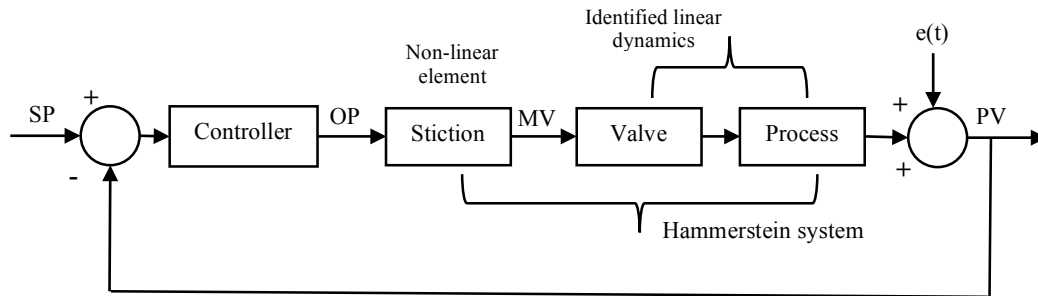 Identified linear
dynamics
e(t)
Non-linear
element
SP
+
Controller
OP
Stiction
MV
Valve
Process
+
PV
-
+
Hammerstein system